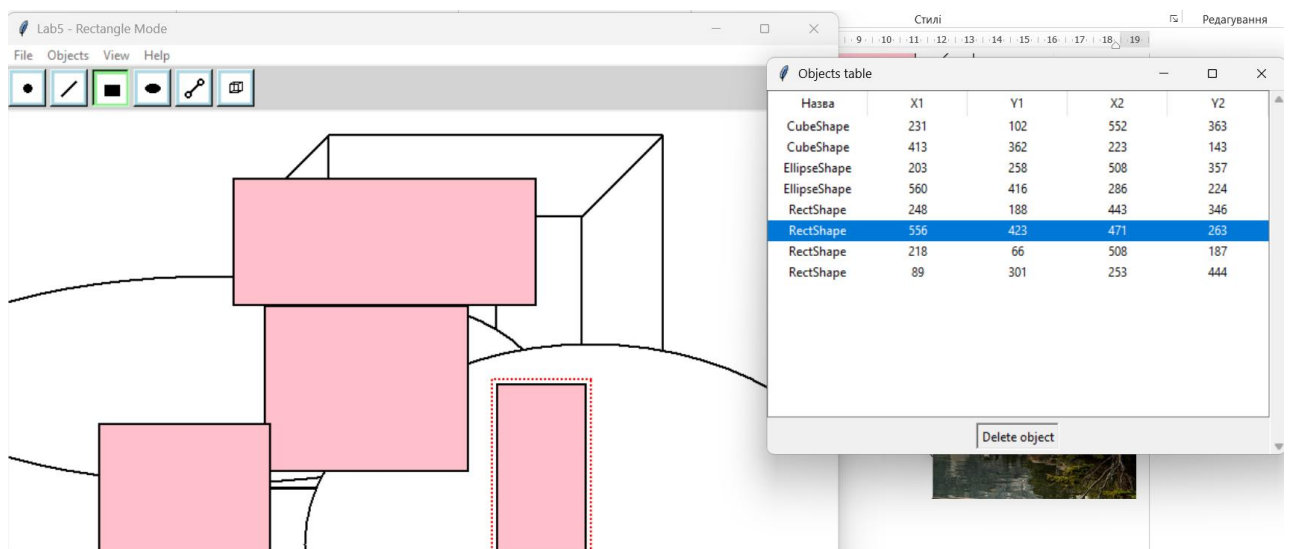 Lab5 - Rectangle Mode
File Objects View Help
Стилі
Редагування
9 10 11 12 13 14 15 16 17 18 19
Objects table
Назва X1 Y1 X2 Y2
CubeShape 231 102 552 363
CubeShape 413 362 223 143
EllipseShape 203 258 508 357
EllipseShape 560 416 286 224
RectShape 248 188 443 346
RectShape 556 423 471 263
RectShape 218 66 508 187
RectShape 89 301 253 444
Delete object